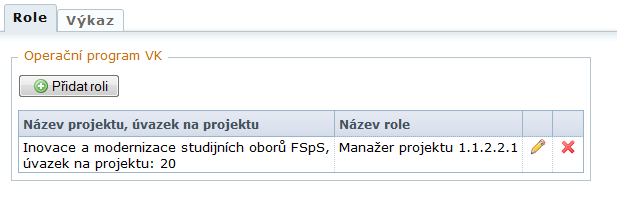 Role
Výkaz
Operační program VK
Přidat roli
Název projektu, úvazek na projektu
Název role
Inovace a modernizace studijních oborů FSpS,
úvazek na projektu: 20
Manažer projektu 1.1.2.2.1